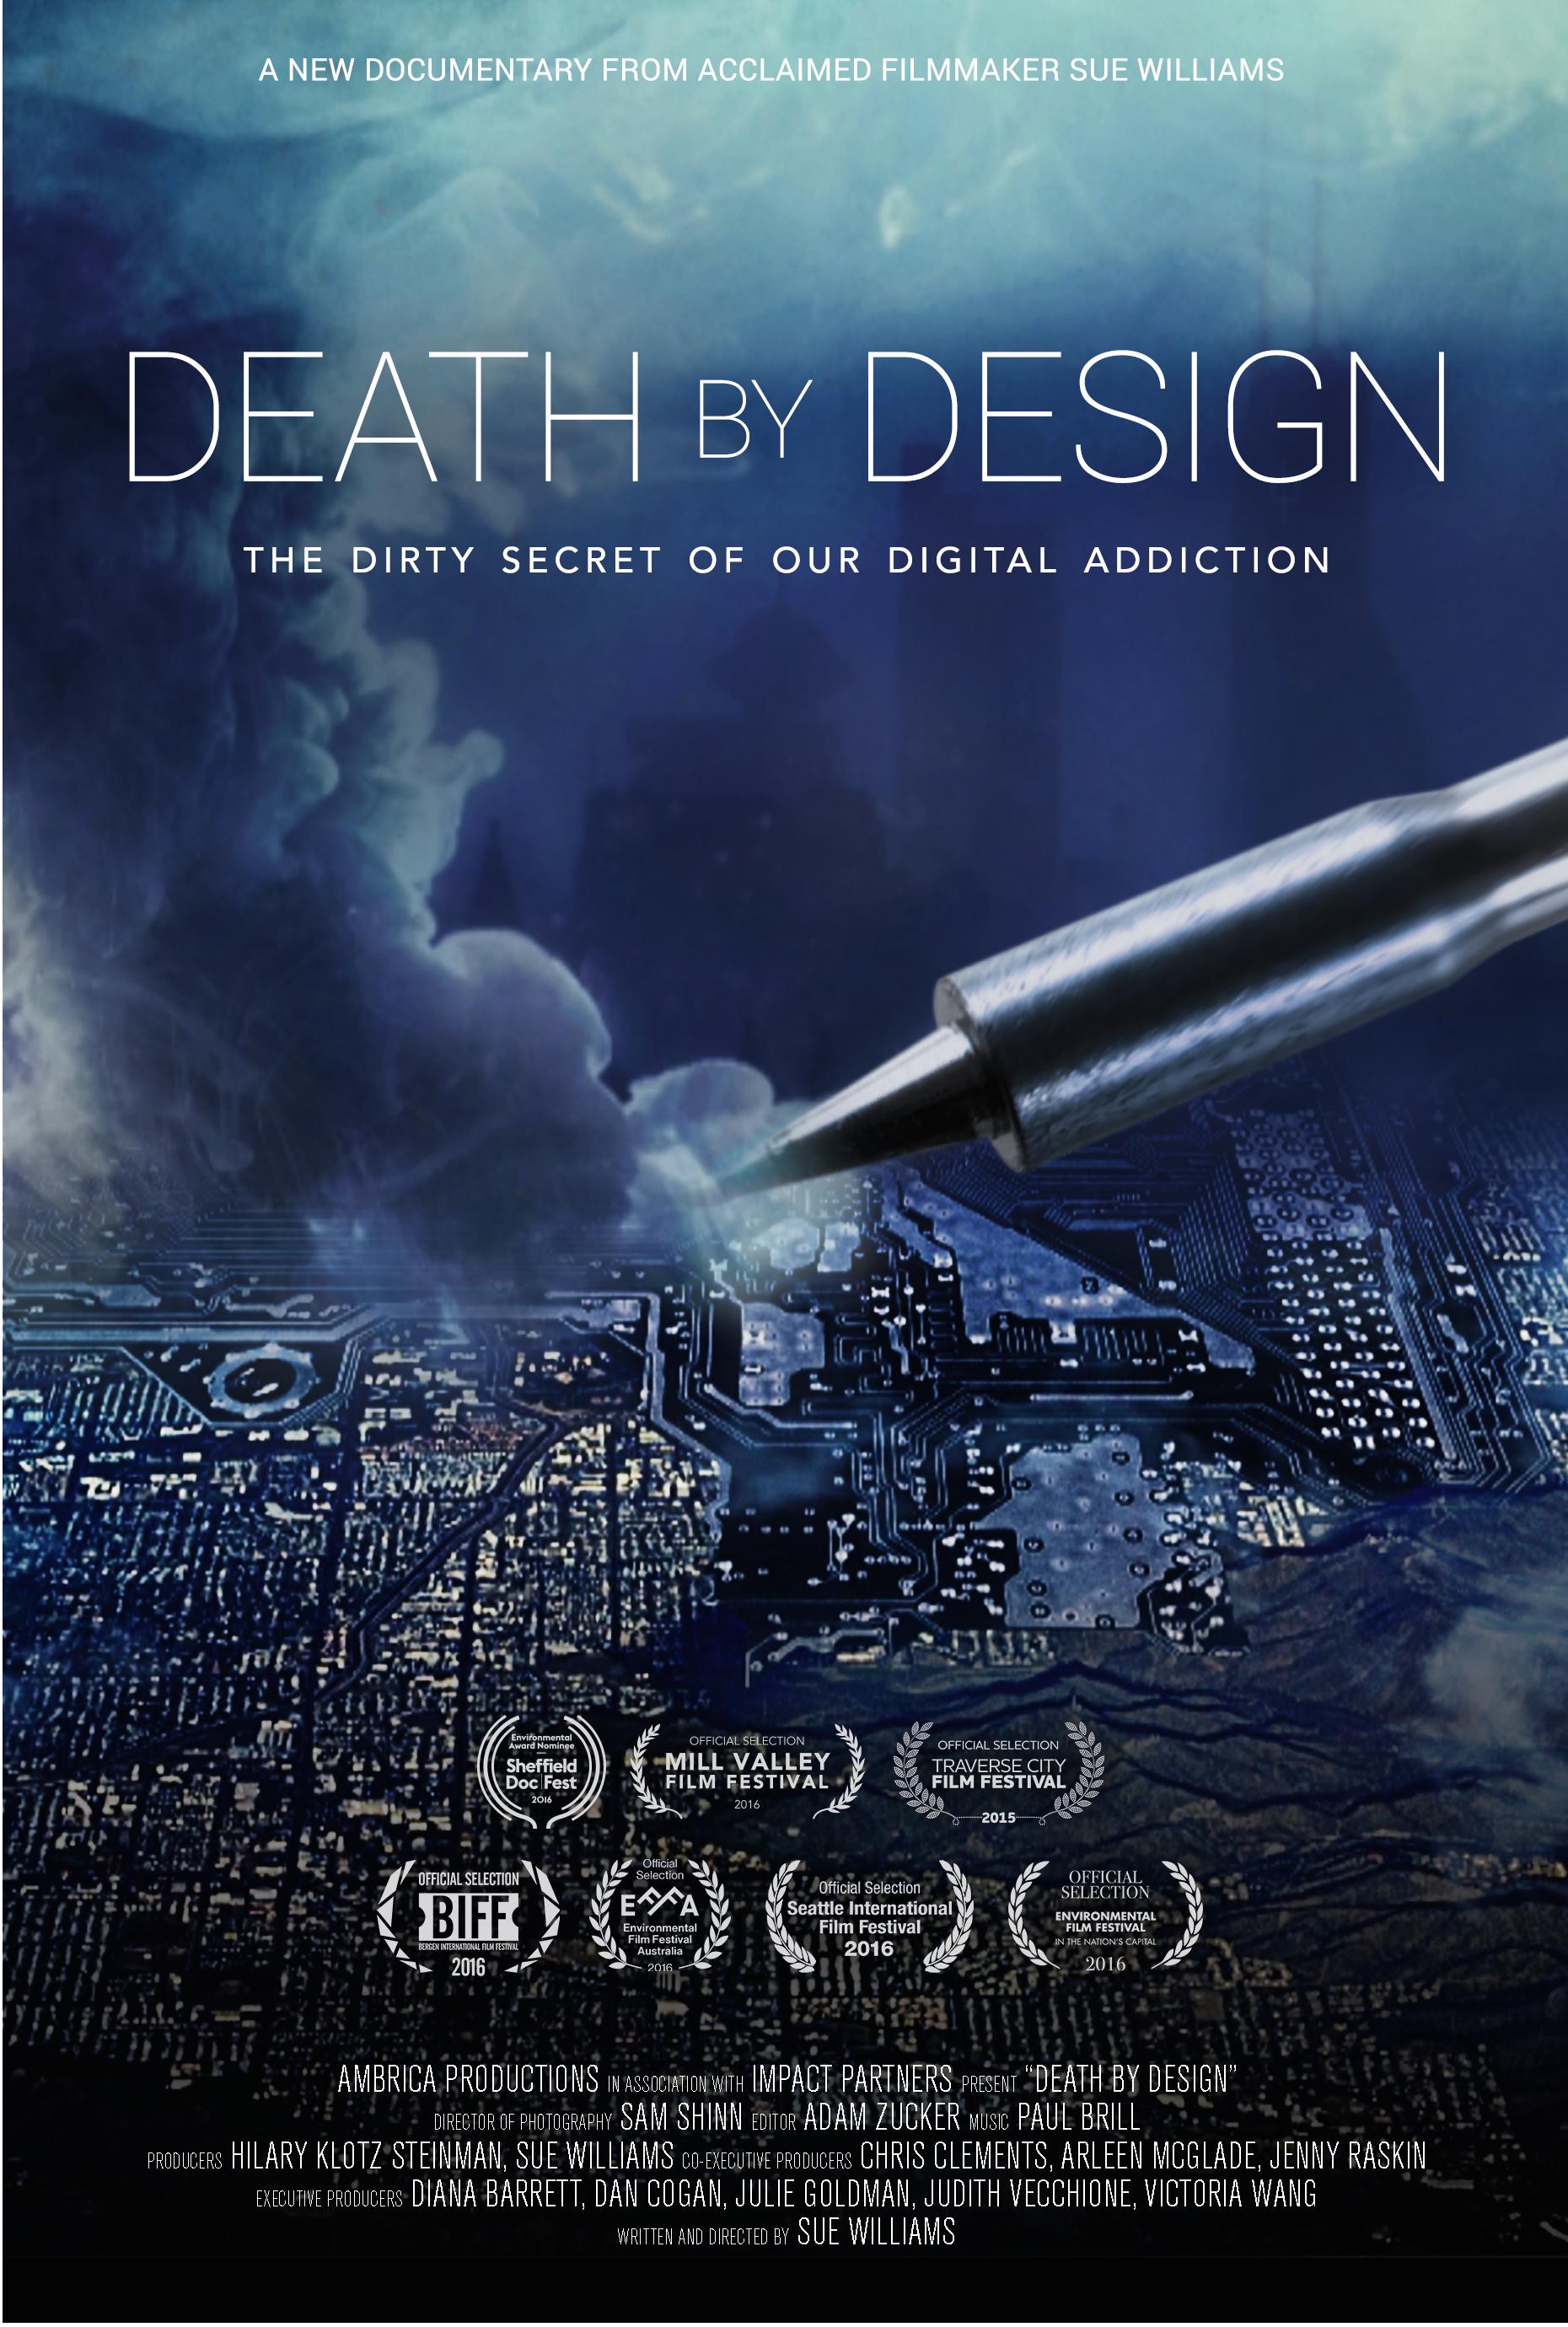 A NEW DOCUMENTARY FROM ACCLAIMED FILMMAKER SUE WILLIAMS
DEATH BY DESIGN
THE DIRTY SECRET OF OUR DIGITAL ADDICTION
Environmental
Award Nominee
Sheffield
Doc|Fest
2016
OFFICIAL SELECTION
MILL VALLEY
FILM FESTIVAL
2016
OFFICIAL SELECTION
TRAVERSE CITY
FILM FESTIVAL
2015
OFFICIAL SELECTION
BIFF
BERGEN INTERNATIONAL FILM FESTIVAL
2016
Official
Selection
EFFA
Environmental
Film Festival
Australia
2016
Official Selection
Seattle International
Film Festival
2016
OFFICIAL
SELECTION
ENVIRONMENTAL
FILM FESTIVAL
IN THE NATION'S CAPITAL
2016
AMBRICA PRODUCTIONS IN ASSOCIATION WITH IMPACT PARTNERS PRESENT “DEATH BY DESIGN”
DIRECTOR OF PHOTOGRAPHY SAM SHINN EDITOR ADAM ZUCKER MUSIC PAUL BRILL
PRODUCERS HILARY KLOTZ STEINMAN, SUE WILLIAMS CO-EXECUTIVE PRODUCERS CHRIS CLEMENTS, ARLEEN MCGLADE, JENNY RASKIN
EXECUTIVE PRODUCERS DIANA BARRETT, DAN COGAN, JULIE GOLDMAN, JUDITH VECCHIONE, VICTORIA WANG
WRITTEN AND DIRECTED BY SUE WILLIAMS